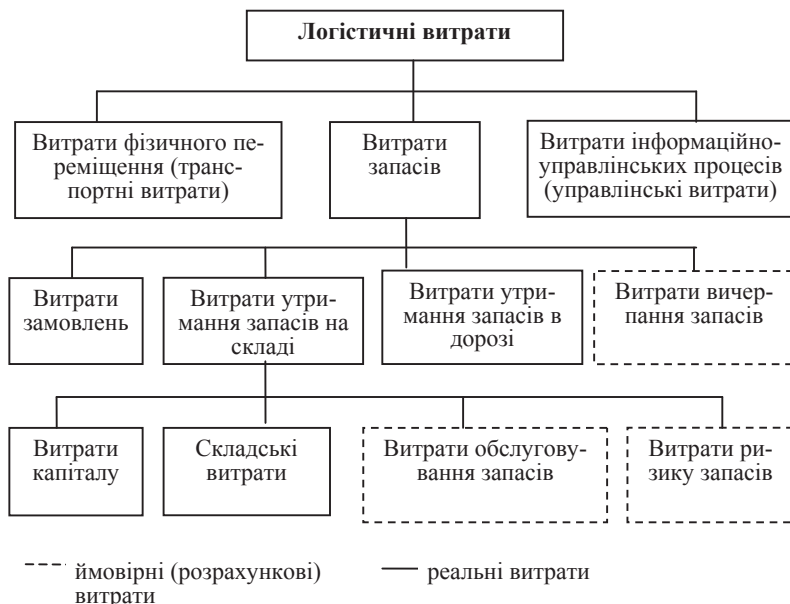 Логістичні витрати
Витрати фізичного пе-
реміщення (транс-
портні витрати)
Витрати
запасів
Витрати інформаційно-
управлінських процесів
(управлінські витрати)
Витрати
замовлень
Витрати утри-
мання запасів на
складі
Витрати утри-
мання запасів в
дорозі
Витрати вичер-
пання запасів
Витрати
капіталу
Складські
витрати
Витрати обслугову-
вання запасів
Витрати ри-
зику запасів
ймовірні (розрахункові)
витрати
реальні витрати